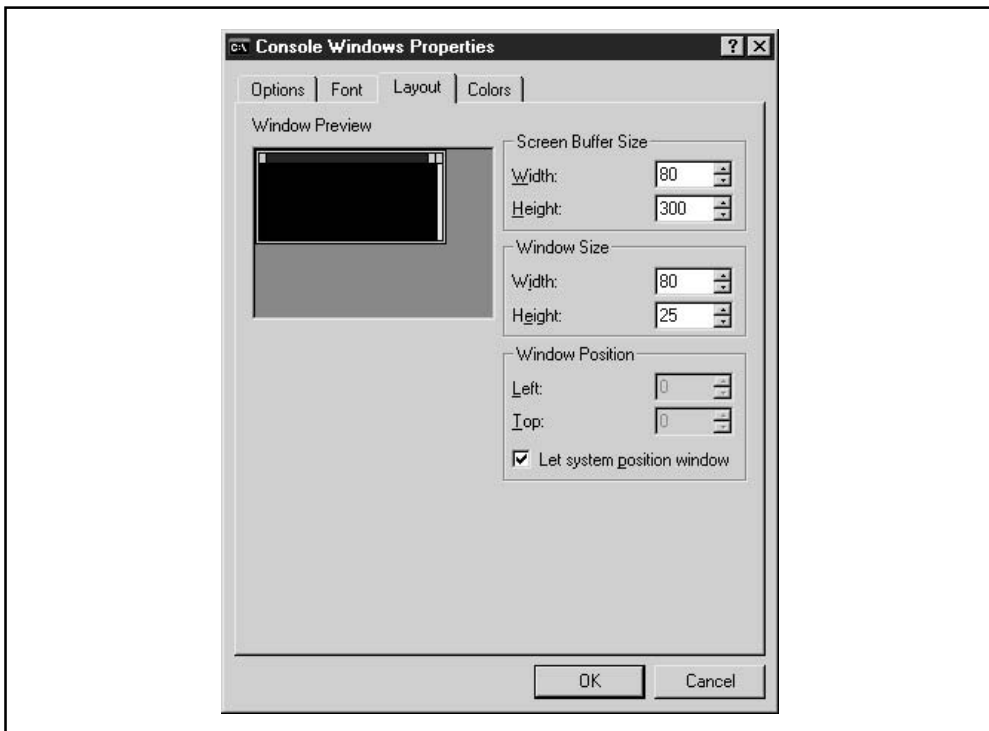 Console Windows Properties
Options Font Layout Colors
Window Preview
Screen Buffer Size
Width: 80
Height: 300
Window Size
Width: 80
Height: 25
Window Position
Left: 0
Top: 0
Let system position window
OK Cancel